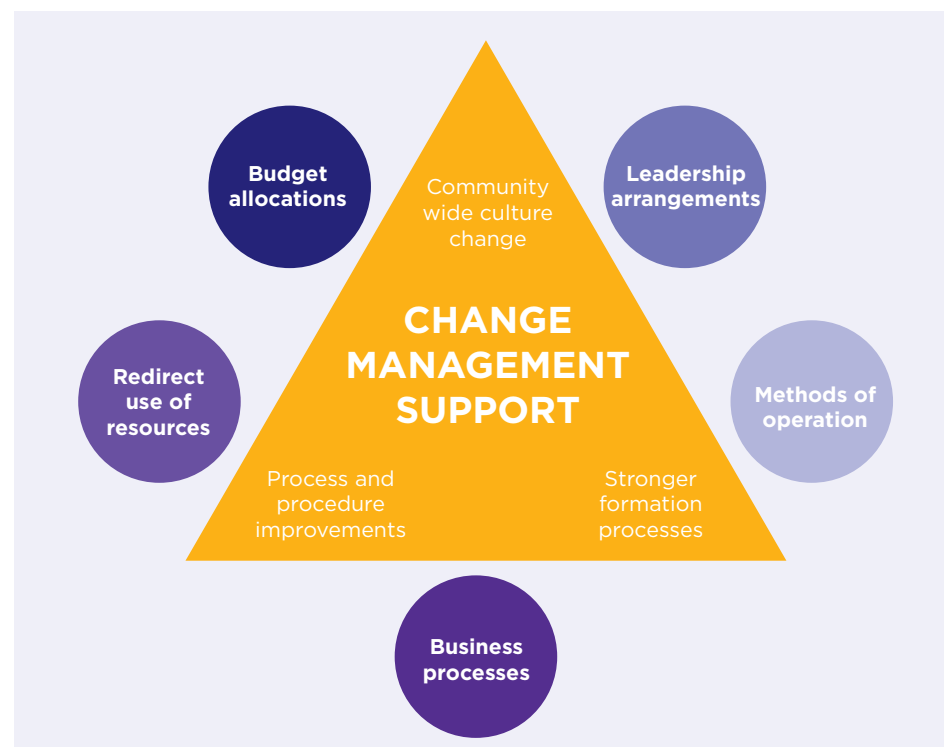 Budget
allocations
Leadership
arrangements
Community
wide culture
change
CHANGE
MANAGEMENT
SUPPORT
Redirect
use of
resources
Methods of
operation
Process and
procedure
improvements
Stronger
formation
processes
Business
processes